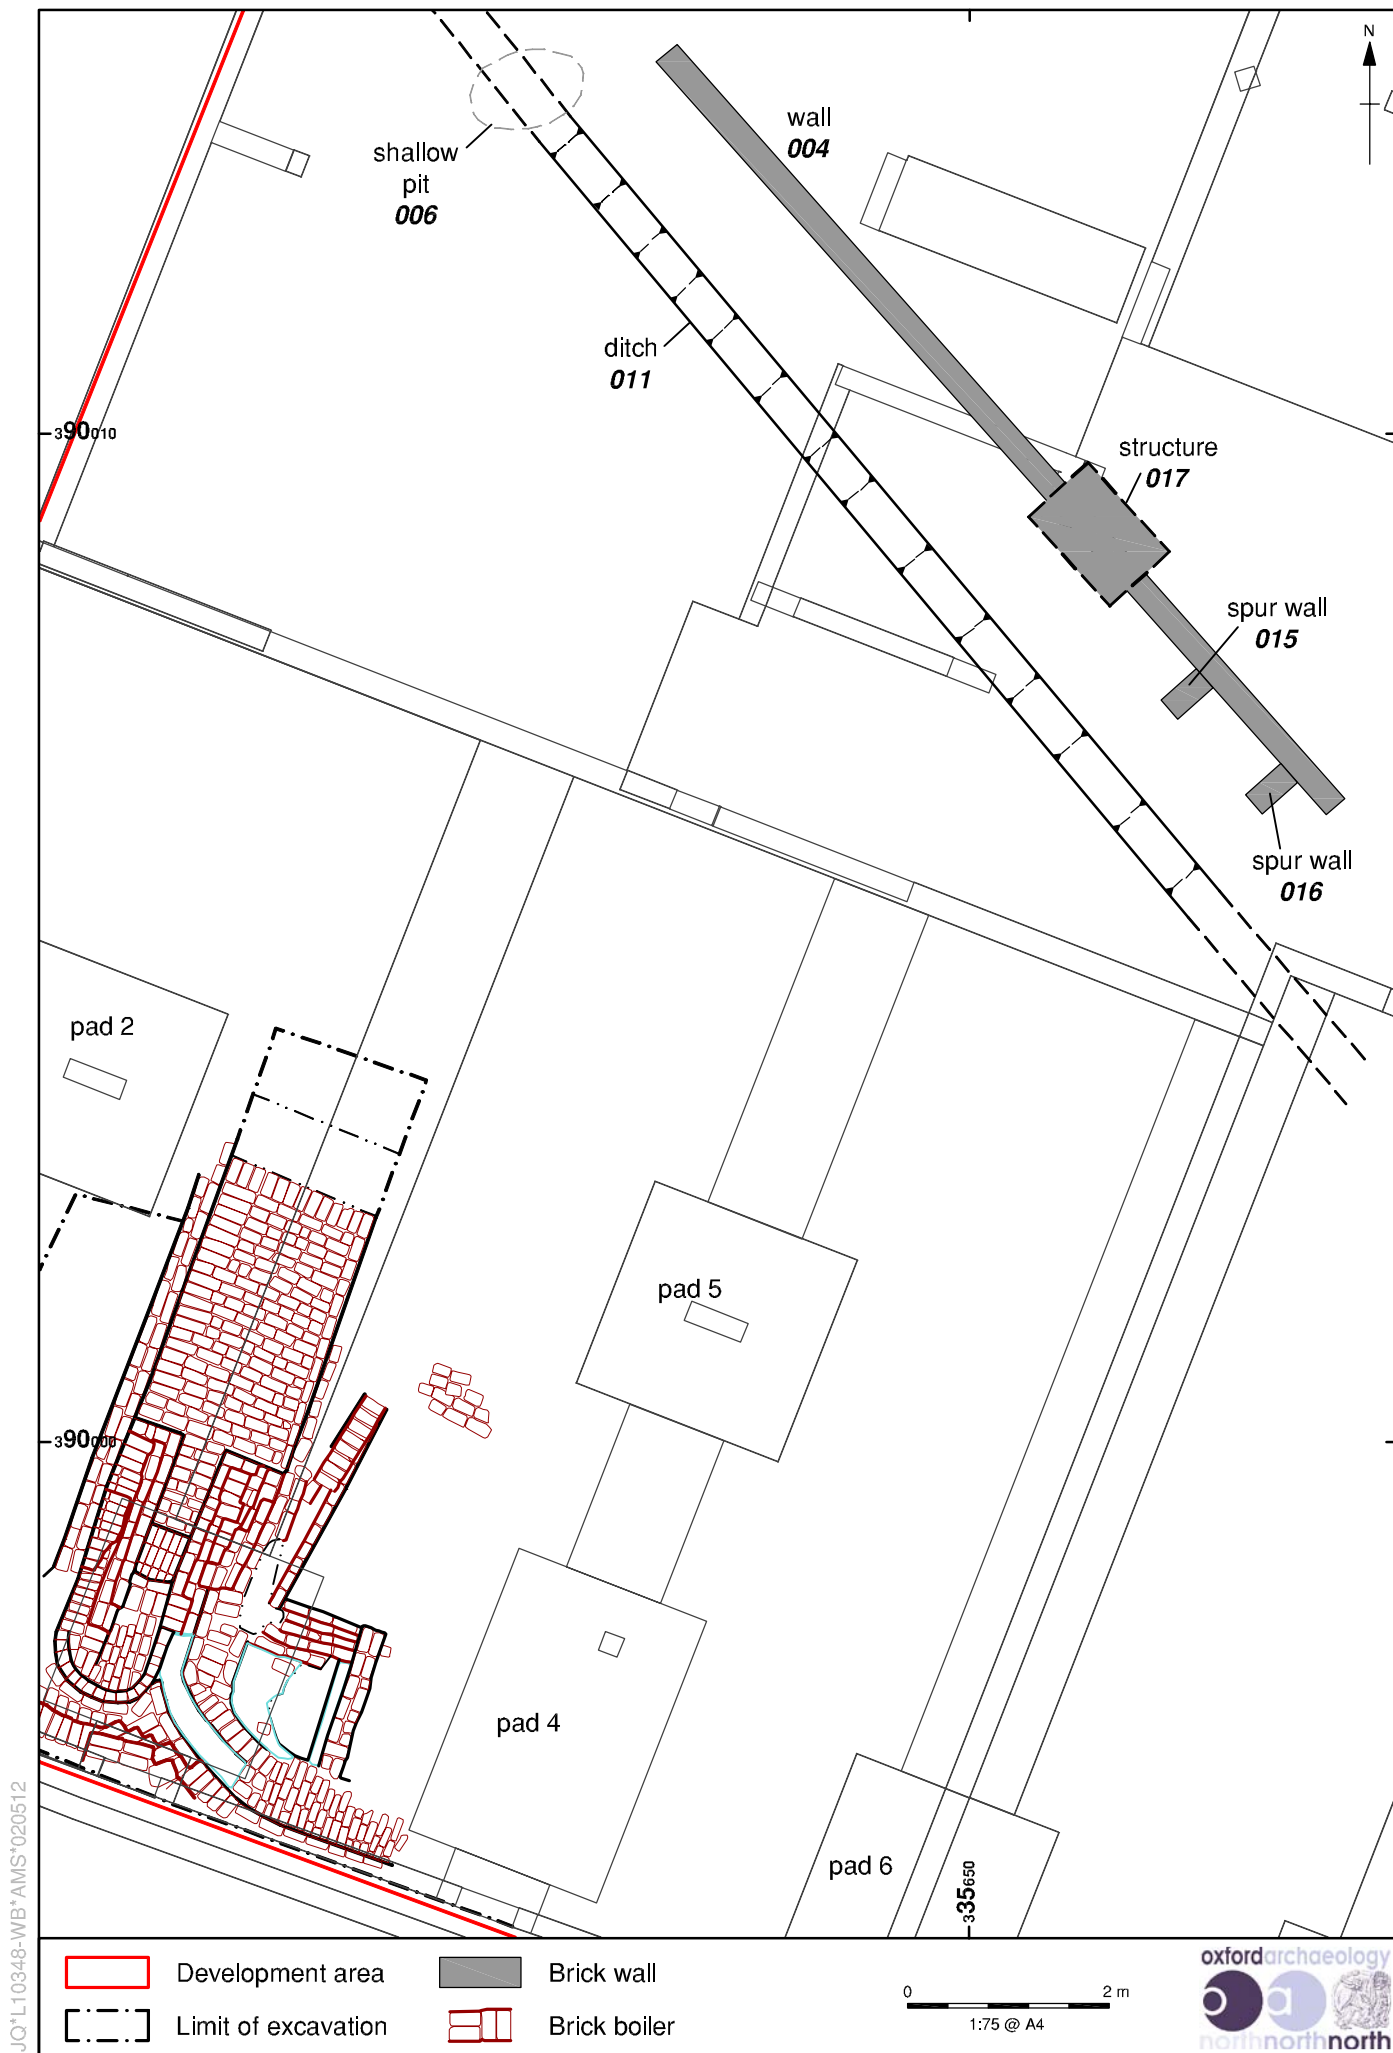 N
wall
004
shallow
pit
006
ditch
011
390010
structure
017
spur wall
015
spur wall
016
pad 2
pad 5
390000
pad 4
pad 6
335650
JQ*L10348-WB*AMS*020512
Development area
Brick wall
Limit of excavation
Brick boiler
0 2 m
1:75 @ A4
oxfordarchaeology
oa
northnorthnorth